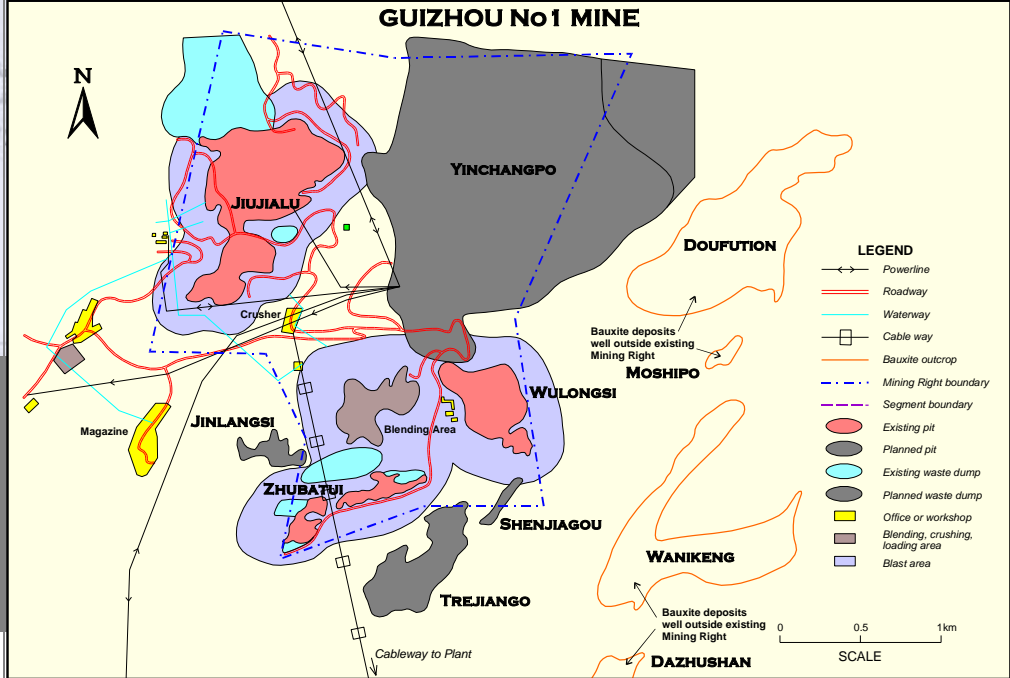 GUIZHOU No1 MINE
N
YINCHANGPO
JIUJIALU
DOUFUTION
Crusher
Bauxite deposits
well outside existing
Mining Right
MOSHIPO
WULONGSI
JINLANGSI
Magazine
Blending Area
ZHUBATUI
SHENJIAGOU
WANIKENG
TREJIANGO
Bauxite deposits
well outside existing
Mining Right
DAZHUSHAN
Cableway to Plant
LEGEND
Powerline
Roadway
Waterway
Cable way
Bauxite outcrop
Mining Right boundary
Segment boundary
Existing pit
Planned pit
Existing waste dump
Planned waste dump
Office or workshop
Blending, crushing,
loading area
Blast area
0 0.5 1km
SCALE